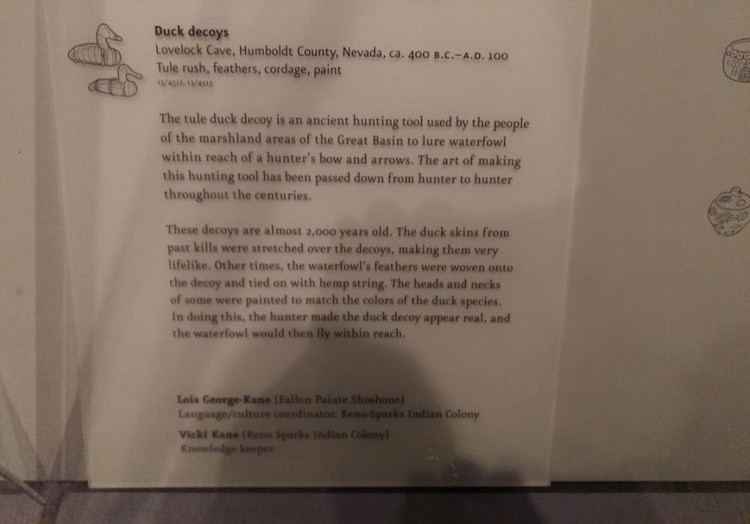 Duck decoys
Lovelock Cave, Humboldt County, Nevada, ca. 400 B.C.–A.D. 100
Tule rush, feathers, cordage, paint
13/4512, 13/4513
The tule duck decoy is an ancient hunting tool used by the people
of the marshland areas of the Great Basin to lure waterfowl
within reach of a hunter's bow and arrows. The art of making
this hunting tool has been passed down from hunter to hunter
throughout the centuries.
These decoys are almost 2,000 years old. The duck skins from
past kills were stretched over the decoys, making them very
lifelike. Other times, the waterfowl's feathers were woven onto
the decoy and tied on with hemp string. The heads and necks
of some were painted to match the colors of the duck species.
In doing this, the hunter made the duck decoy appear real, and
the waterfowl would then fly within reach.
Lois George-Kane (Fallon Paiute Shoshone)
Language/culture coordinator, Reno-Sparks Indian Colony
Vicki Kane (Reno Sparks Indian Colony)
Knowledge keeper